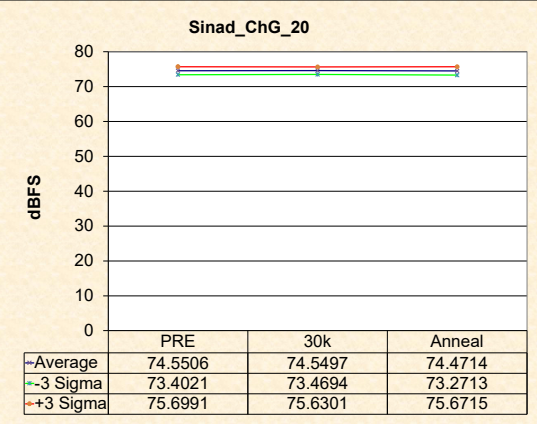 Sinad_ChG_20
80
70
60
50
40
30
20
10
0
dBFS
PRE 30k Anneal
Average 74.5506 74.5497 74.4714
-3 Sigma 73.4021 73.4694 73.2713
+3 Sigma 75.6991 75.6301 75.6715